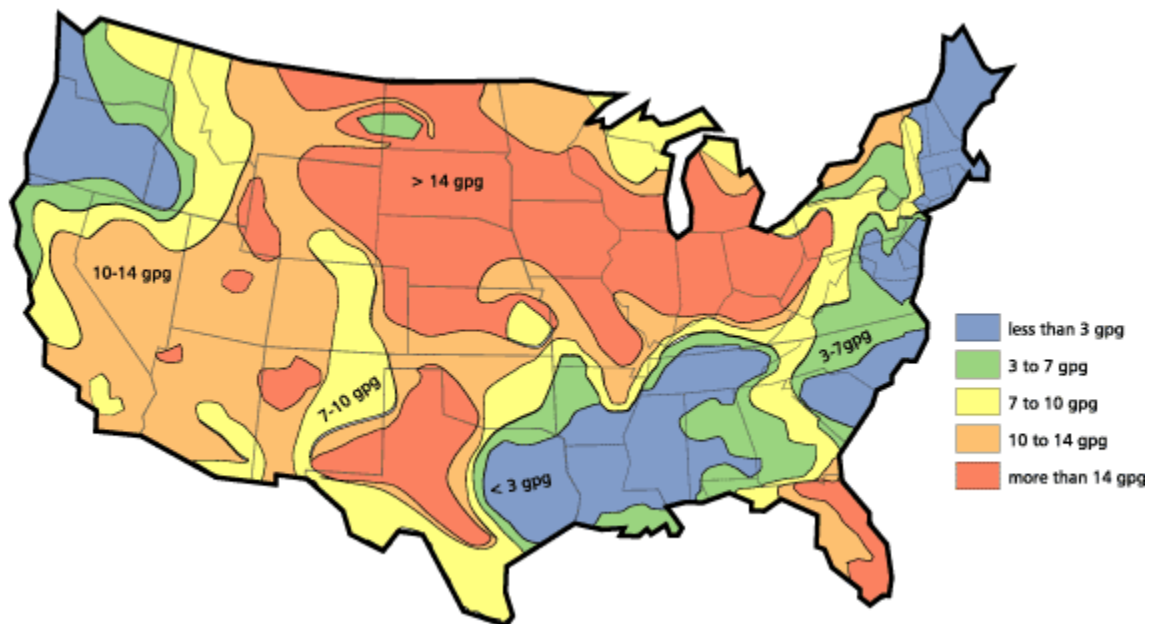 > 14 gpg
10-14 gpg
7-10 gpg
3-7gpg
< 3 gpg
less than 3 gpg
3 to 7 gpg
7 to 10 gpg
10 to 14 gpg
more than 14 gpg